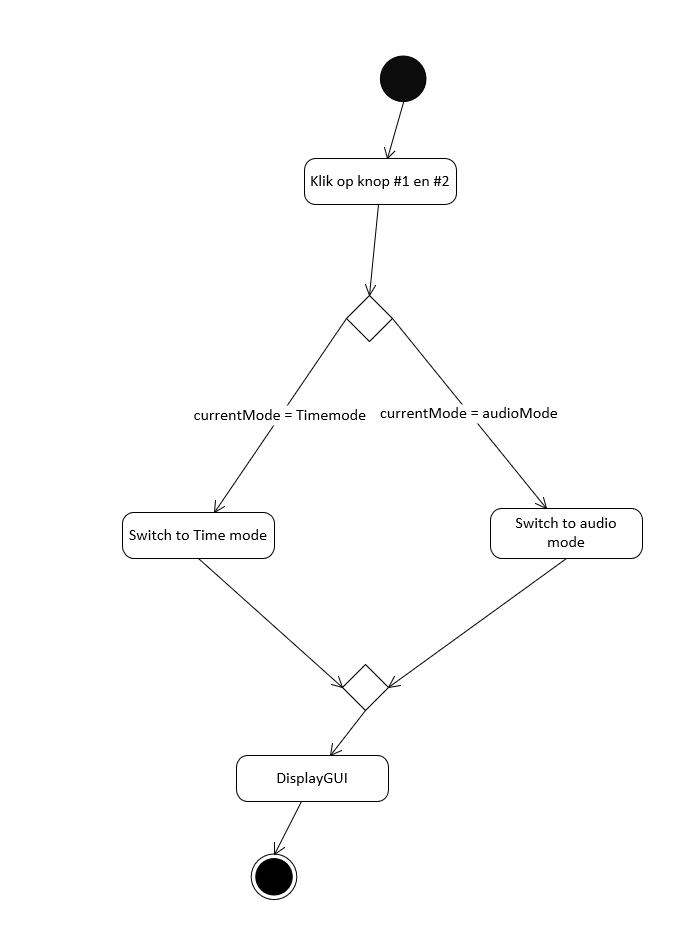 Klik op knop #1 en #2
currentMode = Timemode
currentMode = audioMode
Switch to Time mode
Switch to audio
mode
DisplayGUI